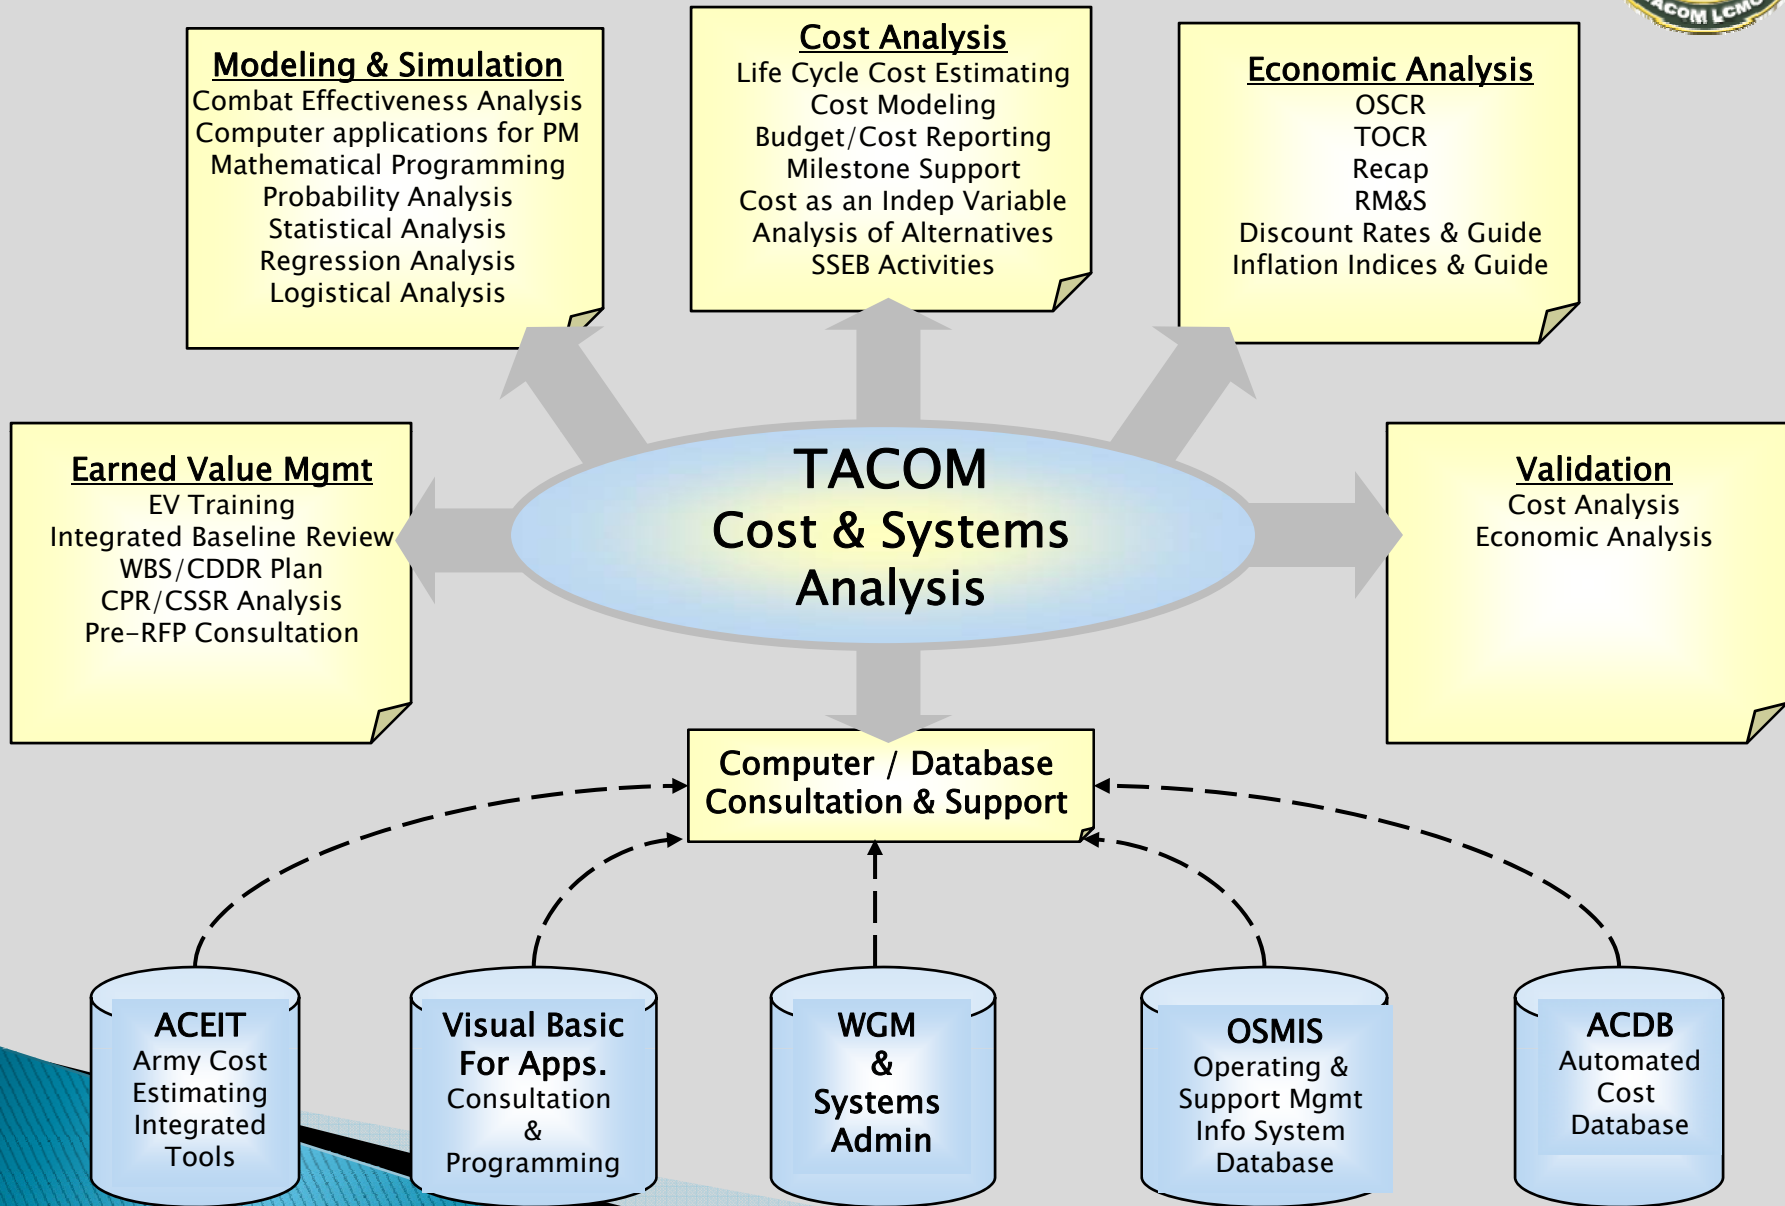 TACOM LCMC
Modeling & Simulation
Combat Effectiveness Analysis
Computer applications for PM
Mathematical Programming
Probability Analysis
Statistical Analysis
Regression Analysis
Logistical Analysis
Cost Analysis
Life Cycle Cost Estimating
Cost Modeling
Budget/Cost Reporting
Milestone Support
Cost as an Indep Variable
Analysis of Alternatives
SSEB Activities
Economic Analysis
OSCR
TOCR
Recap
RM&S
Discount Rates & Guide
Inflation Indices & Guide
Earned Value Mgmt
EV Training
Integrated Baseline Review
WBS/CDDR Plan
CPR/CSSR Analysis
Pre-RFP Consultation
TACOM
Cost & Systems
Analysis
Validation
Cost Analysis
Economic Analysis
Computer / Database
Consultation & Support
ACEIT
Army Cost
Estimating
Integrated
Tools
Visual Basic
For Apps.
Consultation
&
Programming
WGM
&
Systems
Admin
OSMIS
Operating &
Support Mgmt
Info System
Database
ACDB
Automated
Cost
Database